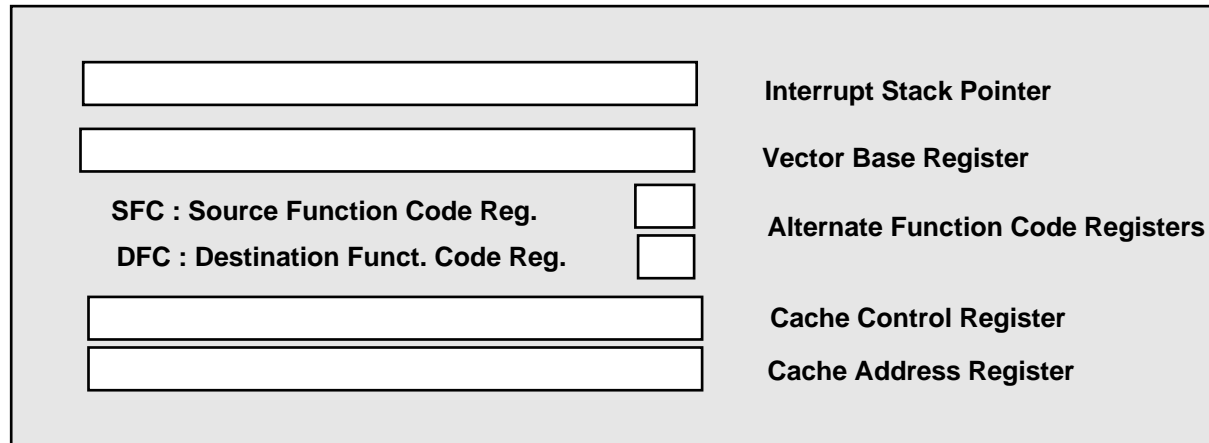 Interrupt Stack Pointer
Vector Base Register
SFC : Source Function Code Reg.
Alternate Function Code Registers
DFC : Destination Funct. Code Reg.
Cache Control Register
Cache Address Register